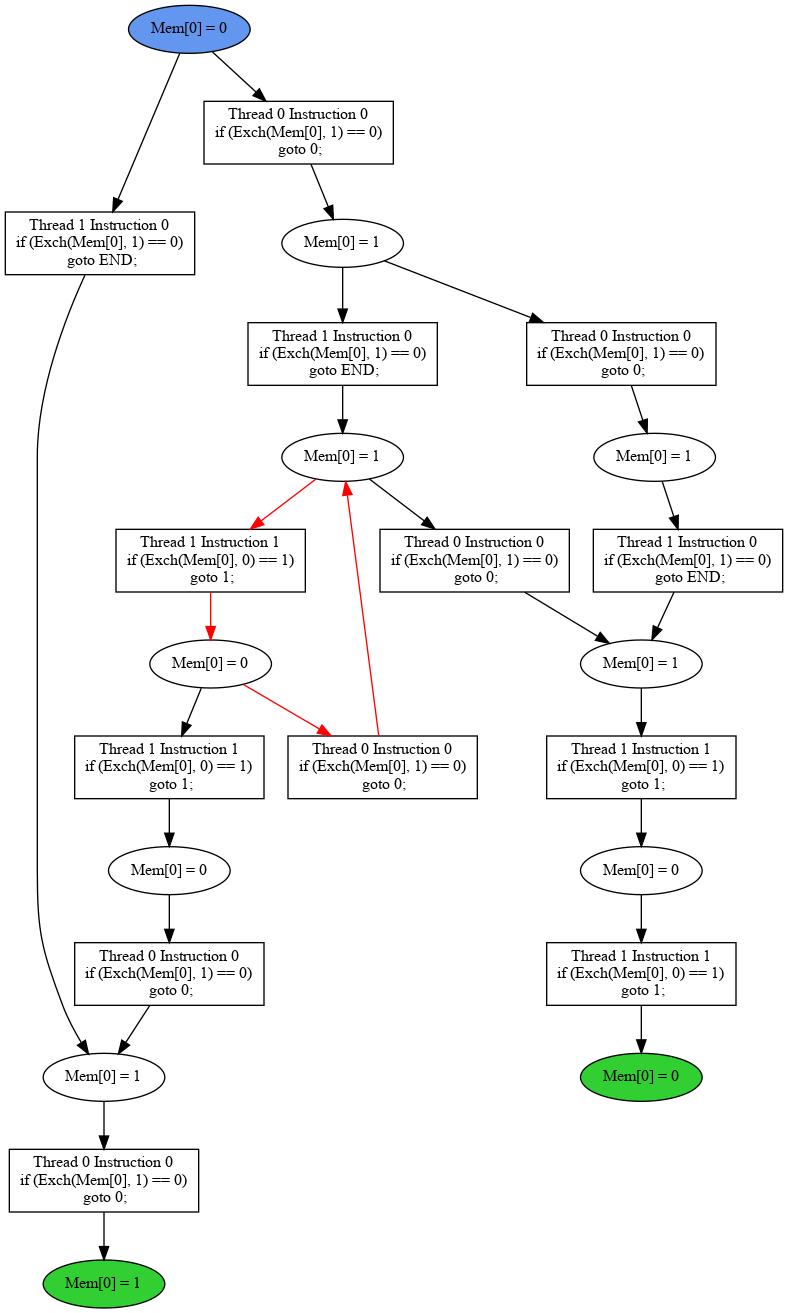 Mem[0] = 0
Thread 0 Instruction 0
if (Exch(Mem[0], 1) == 0)
goto 0;
Thread 1 Instruction 0
if (Exch(Mem[0], 1) == 0)
goto END;
Mem[0] = 1
Thread 1 Instruction 0
if (Exch(Mem[0], 1) == 0)
goto END;
Thread 0 Instruction 0
if (Exch(Mem[0], 1) == 0)
goto 0;
Mem[0] = 1
Mem[0] = 1
Thread 1 Instruction 1
if (Exch(Mem[0], 0) == 1)
goto 1;
Thread 0 Instruction 0
if (Exch(Mem[0], 1) == 0)
goto 0;
Thread 1 Instruction 0
if (Exch(Mem[0], 1) == 0)
goto END;
Mem[0] = 0
Mem[0] = 1
Thread 1 Instruction 1
if (Exch(Mem[0], 0) == 1)
goto 1;
Thread 0 Instruction 0
if (Exch(Mem[0], 1) == 0)
goto 0;
Thread 1 Instruction 1
if (Exch(Mem[0], 0) == 1)
goto 1;
Mem[0] = 0
Mem[0] = 0
Thread 0 Instruction 0
if (Exch(Mem[0], 1) == 0)
goto 0;
Thread 1 Instruction 1
if (Exch(Mem[0], 0) == 1)
goto 1;
Mem[0] = 1
Mem[0] = 0
Thread 0 Instruction 0
if (Exch(Mem[0], 1) == 0)
goto 0;
Mem[0] = 1